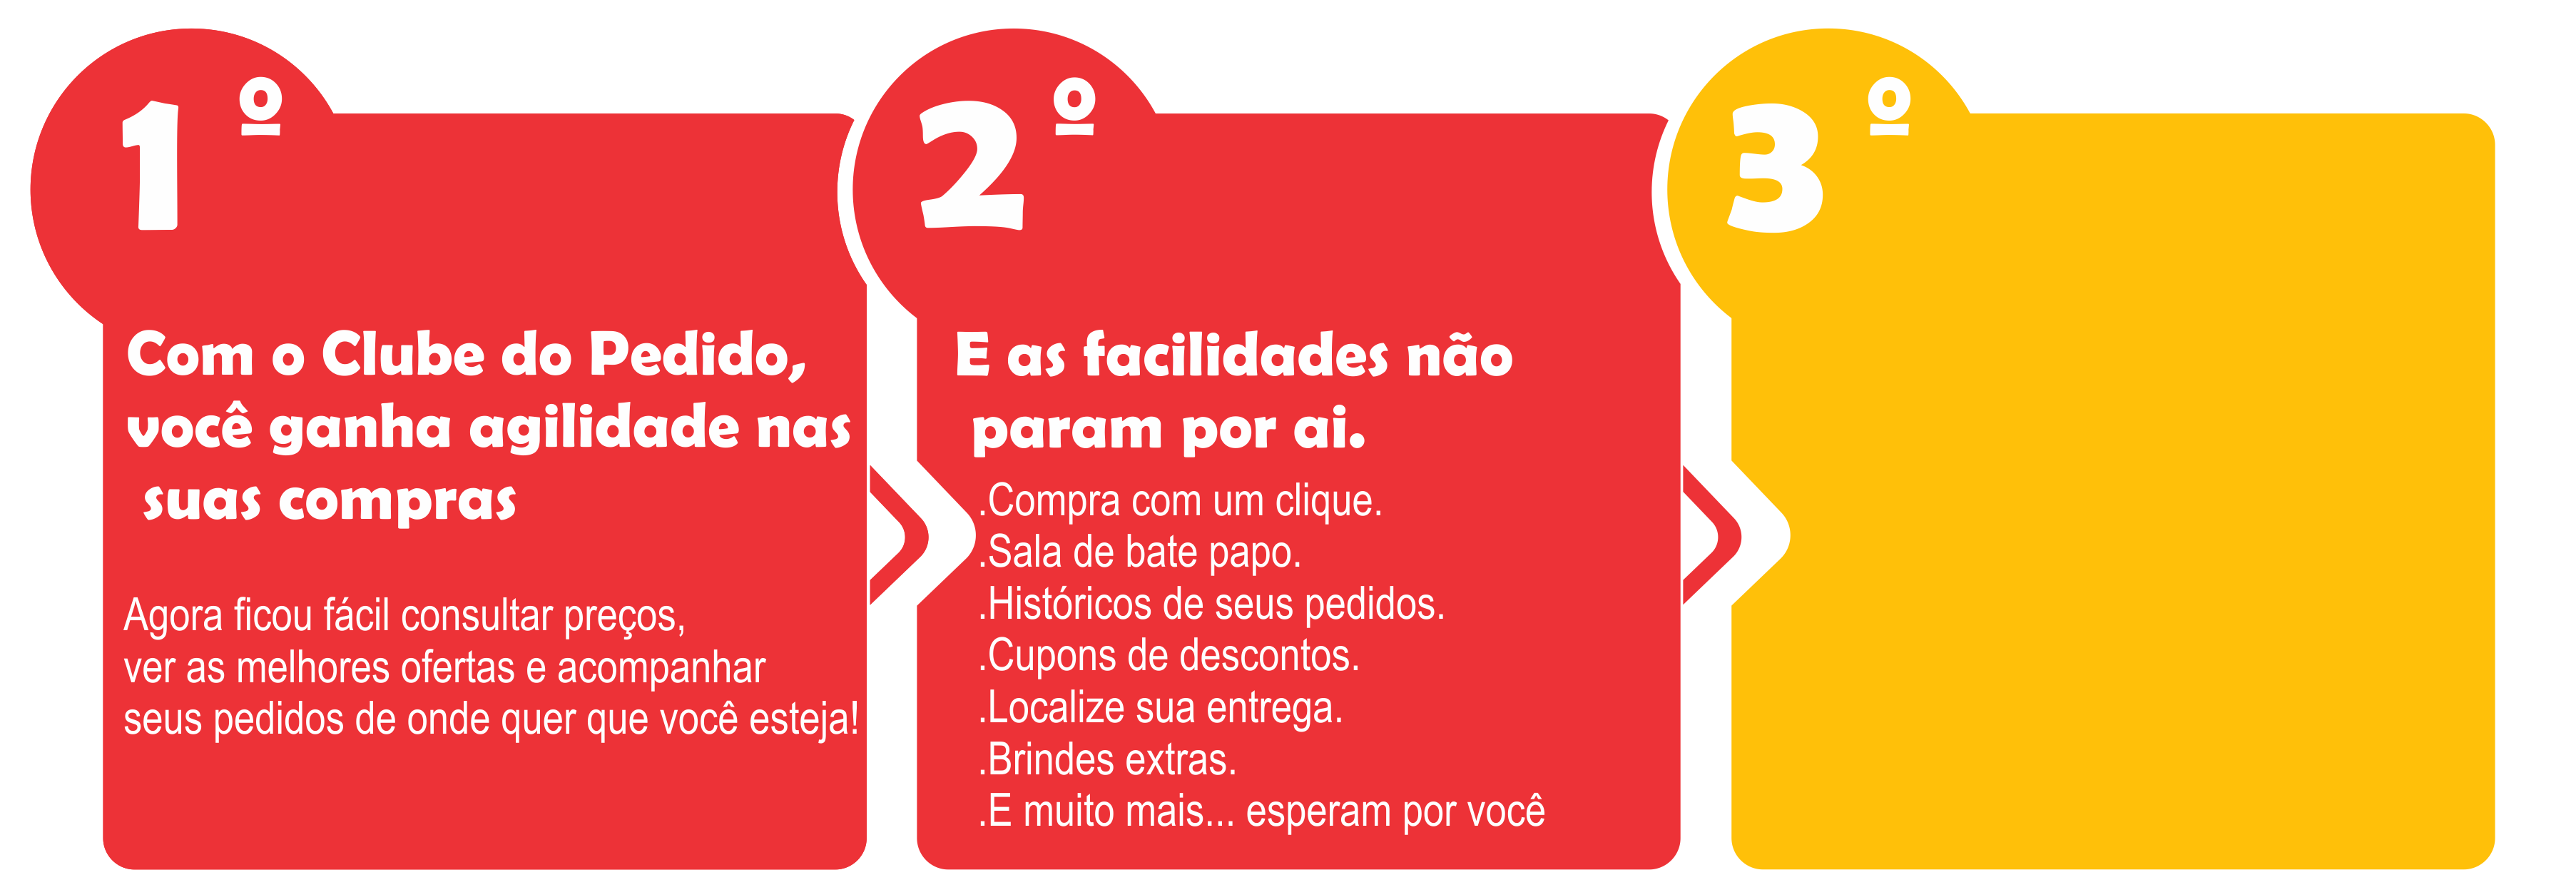 1º
Com o Clube do Pedido,
você ganha agilidade nas
suas compras
Agora ficou fácil consultar preços,
ver as melhores ofertas e acompanhar
seus pedidos de onde quer que você esteja!
2º
E as facilidades não
param por ai.
.Compra com um clique.
.Sala de bate papo.
.Históricos de seus pedidos.
.Cupons de descontos.
.Localize sua entrega.
.Brindes extras.
.E muito mais... esperam por você
3º